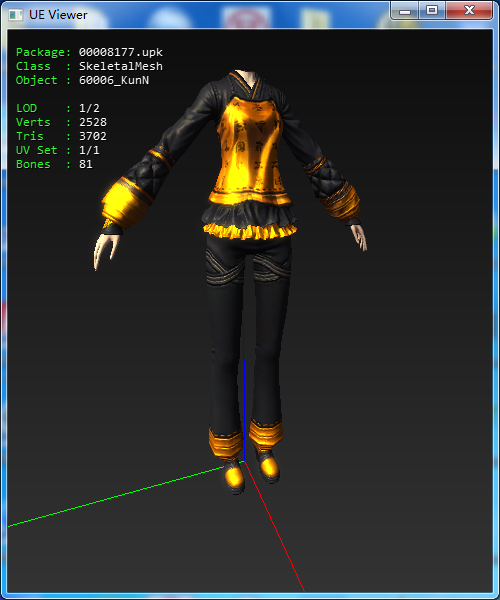 UE Viewer
Package: 00008177.upk
Class  : SkeletalMesh
Object : 60006_KunN
LOD    : 1/2
Verts  : 2528
Tris   : 3702
UV Set : 1/1
Bones  : 81